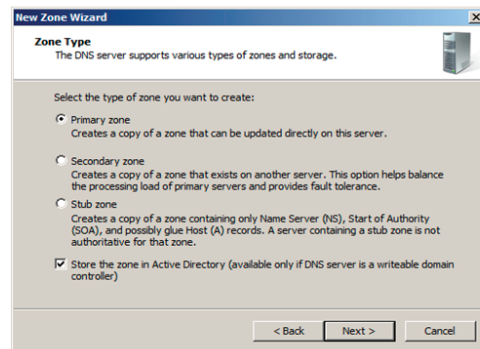 New Zone Wizard
Zone Type
The DNS server supports various types of zones and storage.
Select the type of zone you want to create:
Primary zone
Creates a copy of a zone that can be updated directly on this server.
Secondary zone
Creates a copy of a zone that exists on another server. This option helps balance
the processing load of primary servers and provides fault tolerance.
Stub zone
Creates a copy of a zone containing only Name Server (NS), Start of Authority
(SOA), and possibly glue Host (A) records. A server containing a stub zone is not
authoritative for that zone.
Store the zone in Active Directory (available only if DNS server is a writeable domain
controller)
< Back Next > Cancel